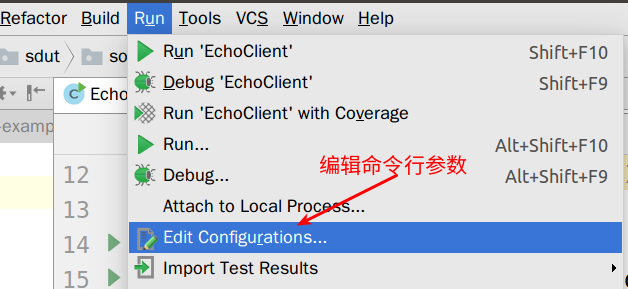 Refactor Build Run Tools VCS Window Help
sdut so
Run 'EchoClient' Shift+F10
Debug 'EchoClient' Shift+F9
Echo
Run 'EchoClient' with Coverage
-examp
Run... Alt+Shift+F10
12 Debug... Alt+Shift+F9
编辑命令行参数
13 Attach to Local Process...
14 Edit Configurations...
15 Import Test Results